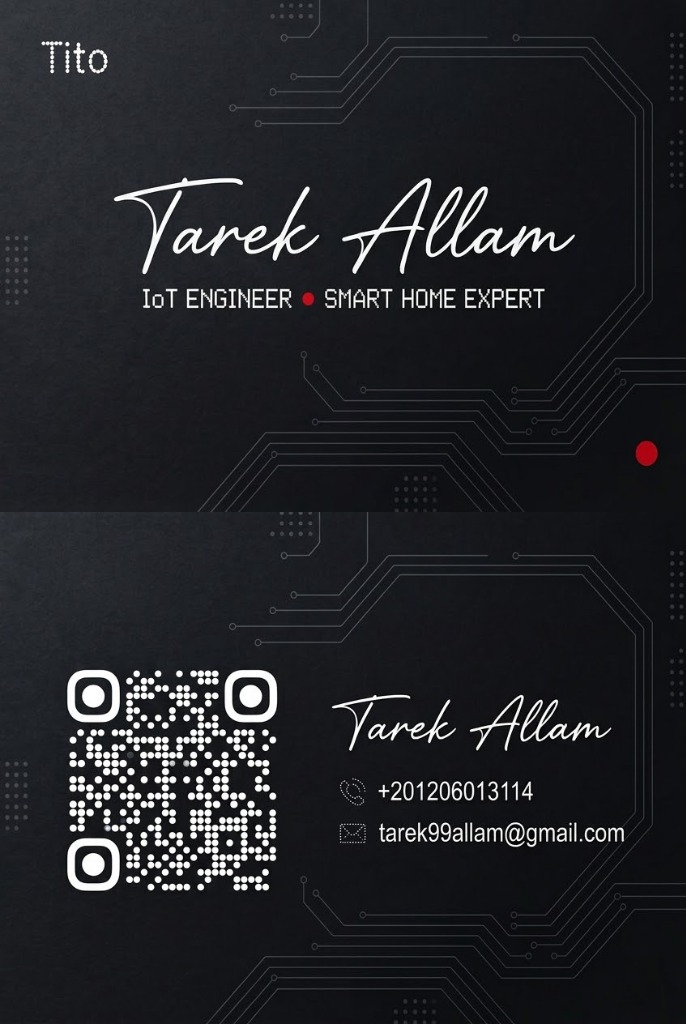 Tito
Tarek Allam
IoT ENGINEER ● SMART HOME EXPERT
Tarek Allam
+201206013114
tarek99allam@gmail.com